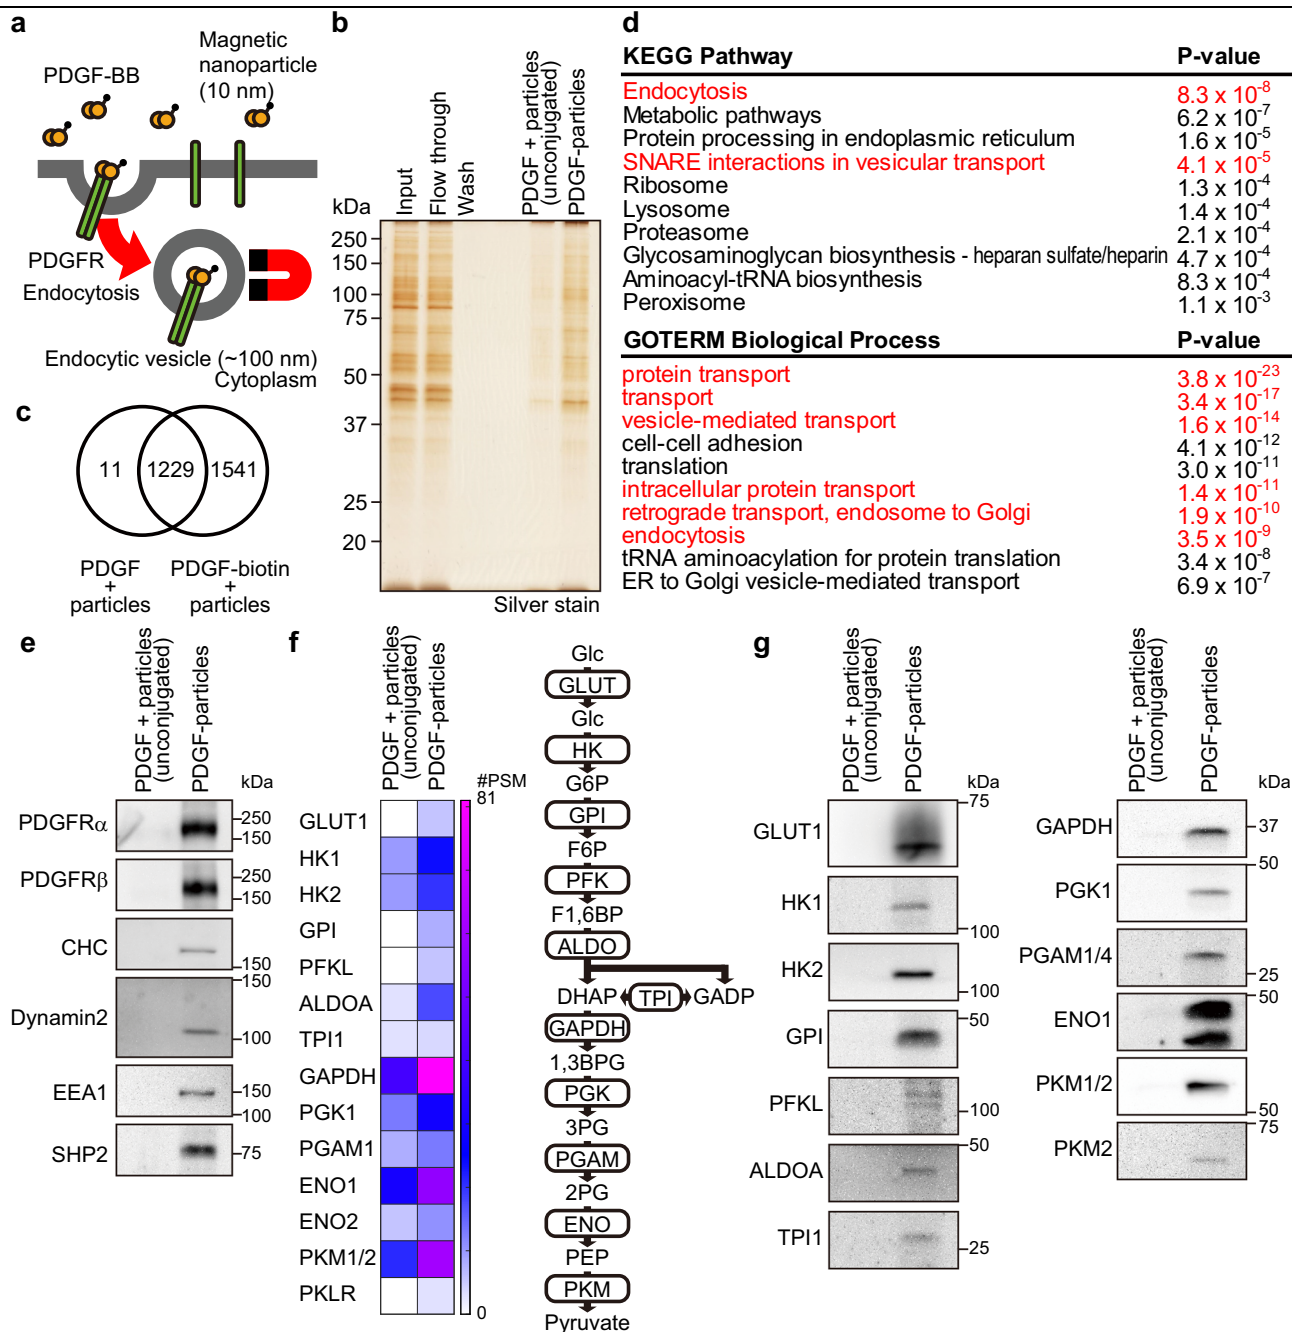 a
PDGF-BB
Magnetic
nanoparticle
(10 nm)
PDGFR
Endocytosis
Endocytic vesicle (~100 nm)
Cytoplasm
b
Input
Flow through
Wash
PDGF + particles
(unconjugated)
PDGF-particles
kDa
250
150
100
75
50
37
25
20
Silver stain
c
11
1229
1541
PDGF
+
particles
PDGF-biotin
+
particles
d
KEGG Pathway P-value
Endocytosis 8.3 x 10-8
Metabolic pathways 6.2 x 10-7
Protein processing in endoplasmic reticulum 1.6 x 10-5
SNARE interactions in vesicular transport 4.1 x 10-5
Ribosome 1.3 x 10-4
Lysosome 1.4 x 10-4
Proteasome 2.1 x 10-4
Glycosaminoglycan biosynthesis - heparan sulfate/heparin 4.7 x 10-4
Aminoacyl-tRNA biosynthesis 8.3 x 10-4
Peroxisome 1.1 x 10-3
GOTERM Biological Process P-value
protein transport 3.8 x 10-23
transport 3.4 x 10-17
vesicle-mediated transport 1.6 x 10-14
cell-cell adhesion 4.1 x 10-12
translation 3.0 x 10-11
intracellular protein transport 1.4 x 10-11
retrograde transport, endosome to Golgi 1.9 x 10-10
endocytosis 3.5 x 10-9
tRNA aminoacylation for protein translation 3.4 x 10-8
ER to Golgi vesicle-mediated transport 6.9 x 10-7
e
PDGF + particles
(unconjugated)
PDGF-particles
kDa
PDGFRα
250
150
PDGFRβ
250
150
CHC
150
Dynamin2
150
100
EEA1
150
100
SHP2
75
f
PDGF + particles
(unconjugated)
PDGF-particles
#PSM
81
0
GLUT1
HK1
HK2
GPI
PFKL
ALDOA
TPI1
GAPDH
PGK1
PGAM1
ENO1
ENO2
PKM1/2
PKLR
Glc
GLUT
Glc
HK
G6P
GPI
F6P
PFK
F1,6BP
ALDO
DHAP TPI GADP
GAPDH
1,3BPG
PGK
3PG
PGAM
2PG
ENO
PEP
PKM
Pyruvate
g
PDGF + particles
(unconjugated)
PDGF-particles
kDa
GLUT1
75
HK1
100
HK2
100
GPI
50
PFKL
100
ALDOA
50
TPI1
25
PDGF + particles
(unconjugated)
PDGF-particles
kDa
GAPDH
37
PGK1
50
PGAM1/4
25
ENO1
50
PKM1/2
50
PKM2
75